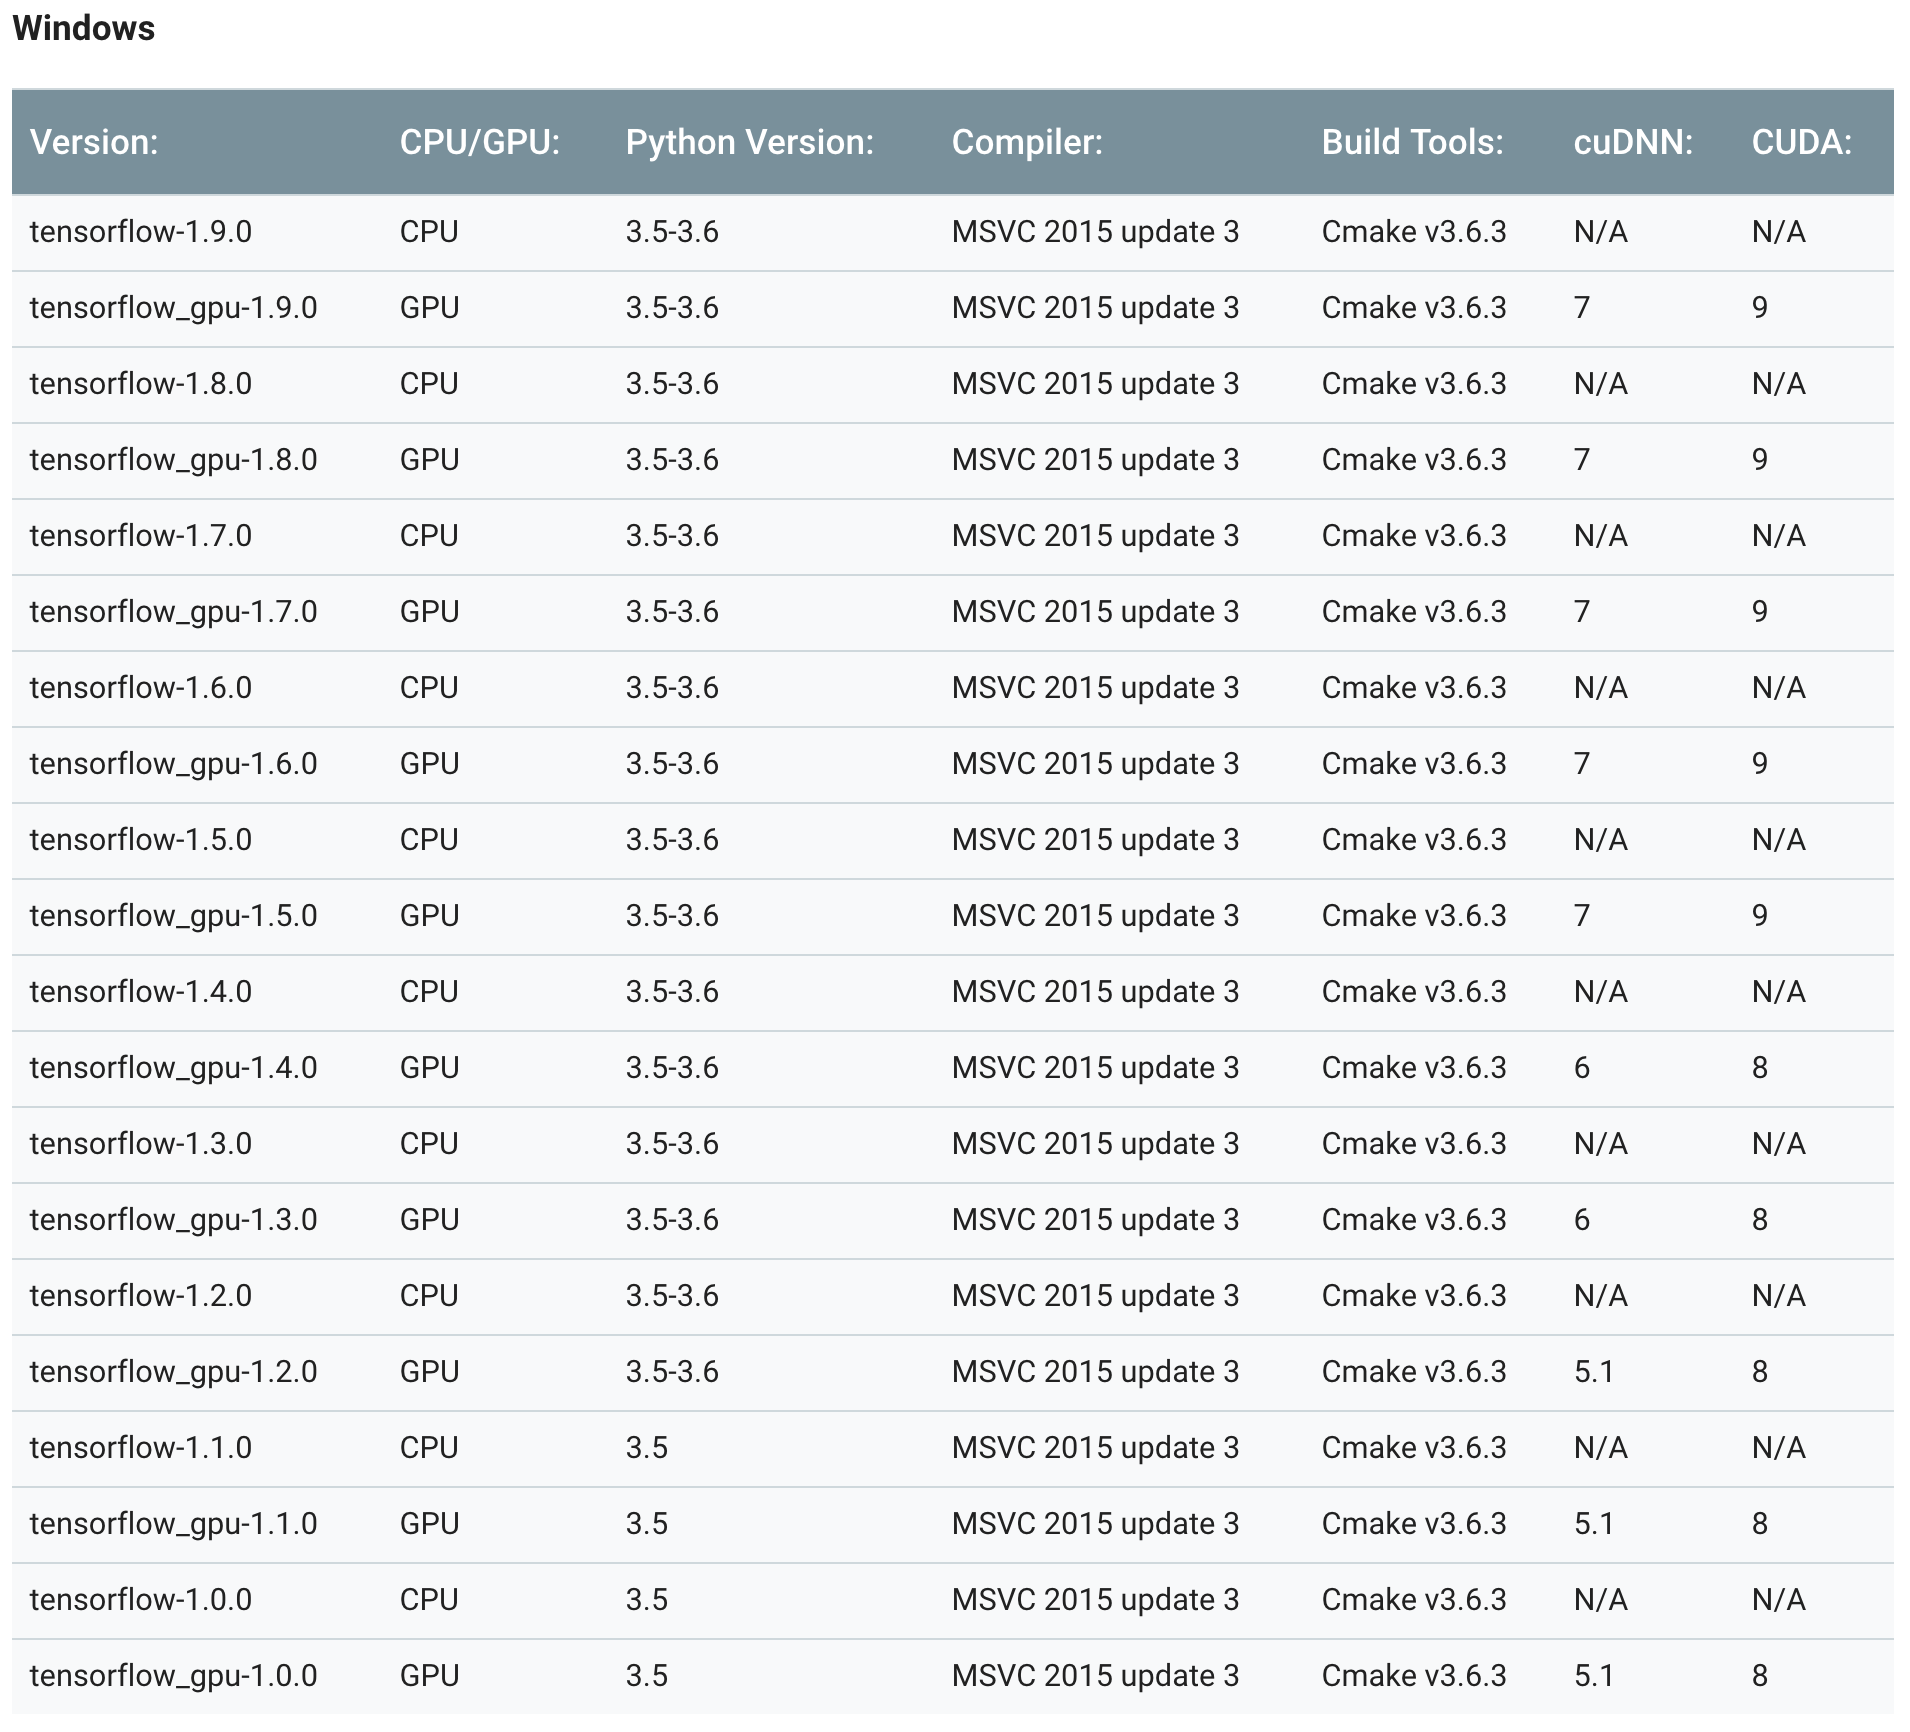 Windows
Version: CPU/GPU: Python Version: Compiler: Build Tools: cuDNN: CUDA:
tensorflow-1.9.0 CPU 3.5-3.6 MSVC 2015 update 3 Cmake v3.6.3 N/A N/A
tensorflow_gpu-1.9.0 GPU 3.5-3.6 MSVC 2015 update 3 Cmake v3.6.3 7 9
tensorflow-1.8.0 CPU 3.5-3.6 MSVC 2015 update 3 Cmake v3.6.3 N/A N/A
tensorflow_gpu-1.8.0 GPU 3.5-3.6 MSVC 2015 update 3 Cmake v3.6.3 7 9
tensorflow-1.7.0 CPU 3.5-3.6 MSVC 2015 update 3 Cmake v3.6.3 N/A N/A
tensorflow_gpu-1.7.0 GPU 3.5-3.6 MSVC 2015 update 3 Cmake v3.6.3 7 9
tensorflow-1.6.0 CPU 3.5-3.6 MSVC 2015 update 3 Cmake v3.6.3 N/A N/A
tensorflow_gpu-1.6.0 GPU 3.5-3.6 MSVC 2015 update 3 Cmake v3.6.3 7 9
tensorflow-1.5.0 CPU 3.5-3.6 MSVC 2015 update 3 Cmake v3.6.3 N/A N/A
tensorflow_gpu-1.5.0 GPU 3.5-3.6 MSVC 2015 update 3 Cmake v3.6.3 7 9
tensorflow-1.4.0 CPU 3.5-3.6 MSVC 2015 update 3 Cmake v3.6.3 N/A N/A
tensorflow_gpu-1.4.0 GPU 3.5-3.6 MSVC 2015 update 3 Cmake v3.6.3 6 8
tensorflow-1.3.0 CPU 3.5-3.6 MSVC 2015 update 3 Cmake v3.6.3 N/A N/A
tensorflow_gpu-1.3.0 GPU 3.5-3.6 MSVC 2015 update 3 Cmake v3.6.3 6 8
tensorflow-1.2.0 CPU 3.5-3.6 MSVC 2015 update 3 Cmake v3.6.3 N/A N/A
tensorflow_gpu-1.2.0 GPU 3.5-3.6 MSVC 2015 update 3 Cmake v3.6.3 5.1 8
tensorflow-1.1.0 CPU 3.5 MSVC 2015 update 3 Cmake v3.6.3 N/A N/A
tensorflow_gpu-1.1.0 GPU 3.5 MSVC 2015 update 3 Cmake v3.6.3 5.1 8
tensorflow-1.0.0 CPU 3.5 MSVC 2015 update 3 Cmake v3.6.3 N/A N/A
tensorflow_gpu-1.0.0 GPU 3.5 MSVC 2015 update 3 Cmake v3.6.3 5.1 8